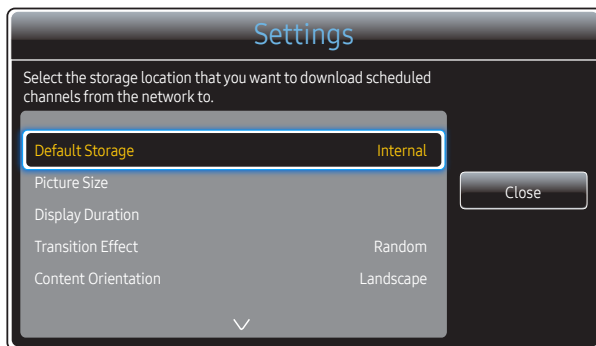 Settings
Select the storage location that you want to download scheduled
channels from the network to.
Default Storage Internal
Picture Size
Close
Display Duration
Transition Effect Random
Content Orientation Landscape